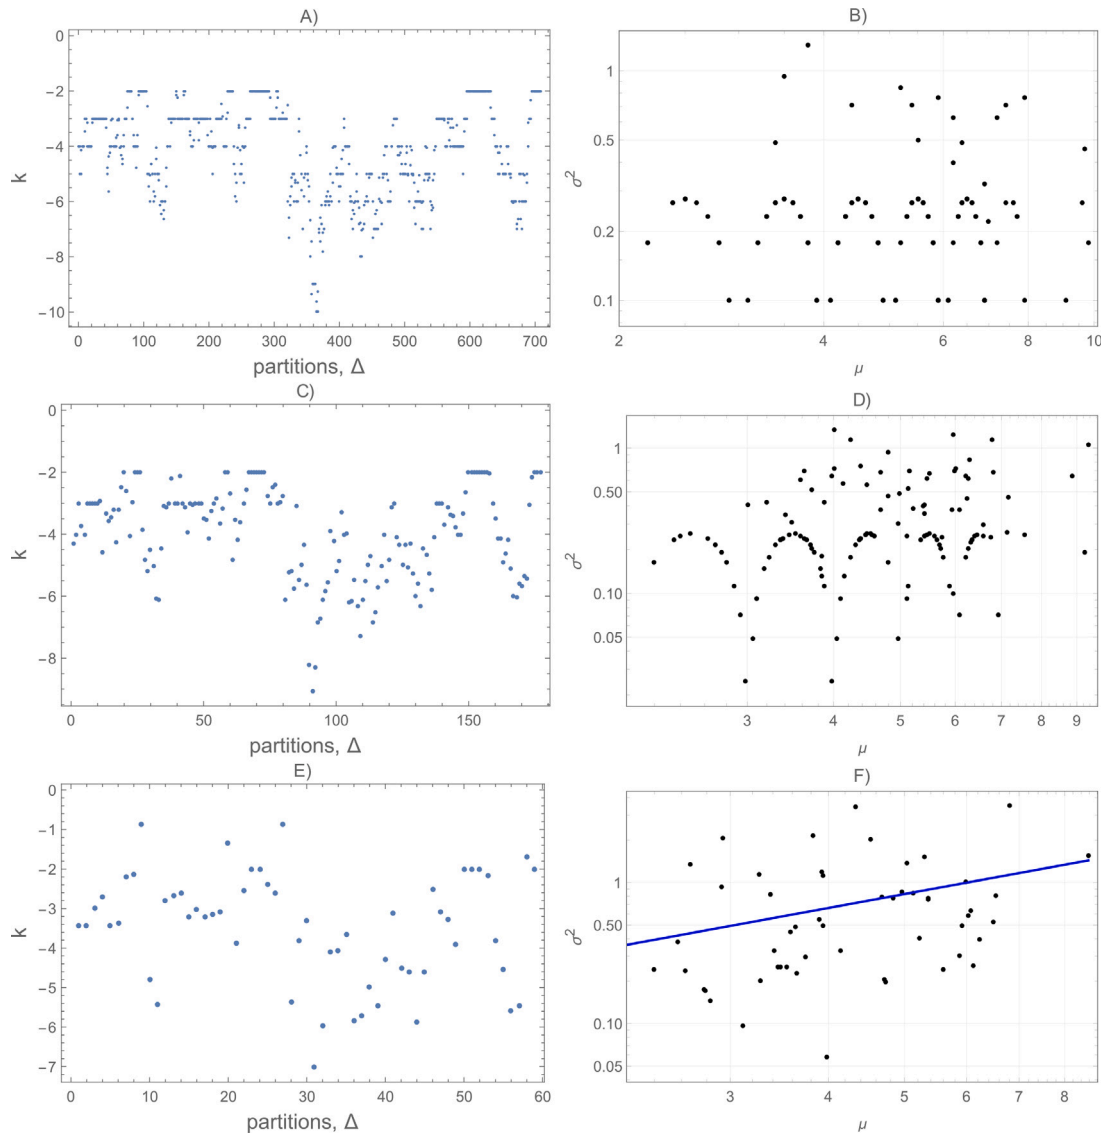 A)
0
−2
−4
−6
−8
−10
k
0 100 200 300 400 500 600 700
partitions, Δ
B)
1
0.5
0.2
0.1
σ²
2 4 6 8 10
μ
C)
0
−2
−4
−6
−8
k
0 50 100 150
partitions, Δ
D)
1
0.50
0.10
0.05
σ²
3 4 5 6 7 8 9
μ
E)
0
−1
−2
−3
−4
−5
−6
−7
k
0 10 20 30 40 50 60
partitions, Δ
F)
1
0.50
0.10
0.05
σ²
3 4 5 6 7 8
μ